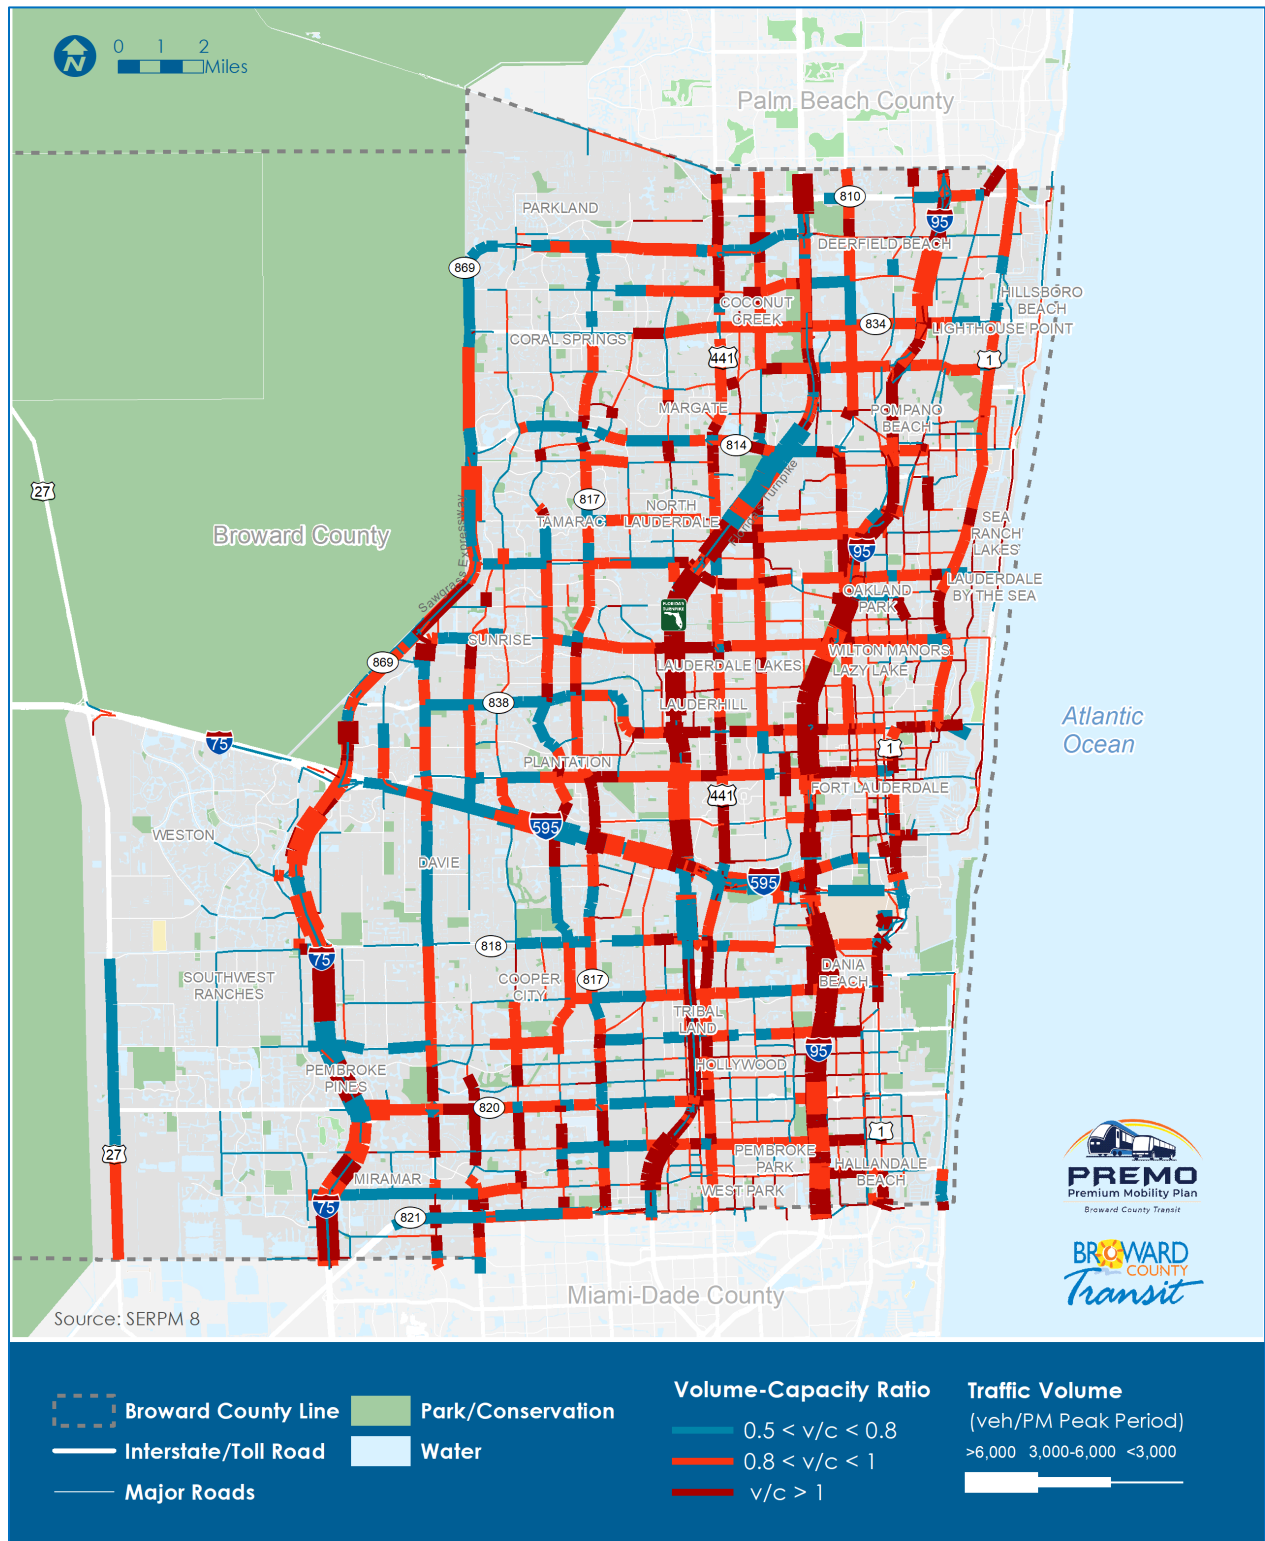 N
0 1 2
Miles
Palm Beach County
PARKLAND
810
95
DEERFIELD BEACH
869
HILLSBORO
BEACH
COCONUT
CREEK
834
LIGHTHOUSE POINT
CORAL SPRINGS
441
1
MARGATE
POMPANO
BEACH
814
27
Florida's Turnpike
817
NORTH
LAUDERDALE
TAMARAC
SEA
RANCH
LAKES
Broward County
Sawgrass Expressway
95
LAUDERDALE
BY THE SEA
OAKLAND
PARK
FLORIDA'S
TURNPIKE
SUNRISE
WILTON MANORS
869
LAUDERDALE LAKES
LAZY LAKE
838
LAUDERHILL
Atlantic
Ocean
75
1
PLANTATION
FORT LAUDERDALE
441
595
WESTON
DAVIE
595
818
75
DANIA
BEACH
SOUTHWEST
RANCHES
COOPER
CITY
817
TRIBAL
LAND
95
HOLLYWOOD
PEMBROKE
PINES
820
1
27
PEMBROKE
PARK
HALLANDALE
BEACH
MIRAMAR
WEST PARK
75
821
PREMO
Premium Mobility Plan
Broward County Transit
BROWARD
COUNTY
Transit
Miami-Dade County
Source: SERPM 8
Broward County Line
Interstate/Toll Road
Major Roads
Park/Conservation
Water
Volume-Capacity Ratio
0.5 < v/c < 0.8
0.8 < v/c < 1
v/c > 1
Traffic Volume
(veh/PM Peak Period)
>6,000 3,000-6,000 <3,000